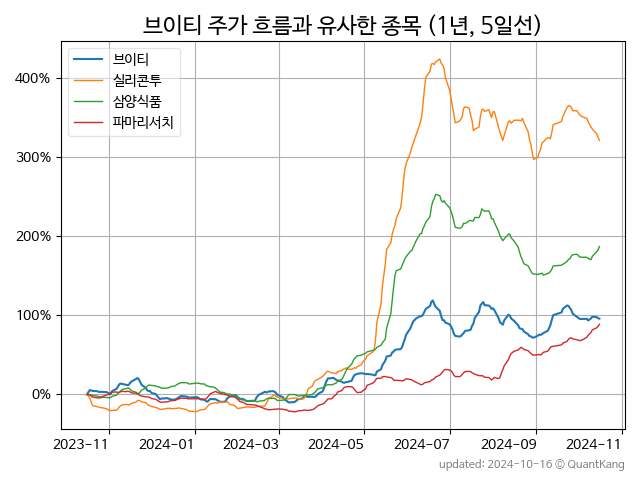 브이티 주가 흐름과 유사한 종목 (1년, 5일선)
브이티
실리콘투
삼양식품
파마리서치
400%
300%
200%
100%
0%
2023-11 2024-01 2024-03 2024-05 2024-07 2024-09 2024-11
updated: 2024-10-16 © QuantKang